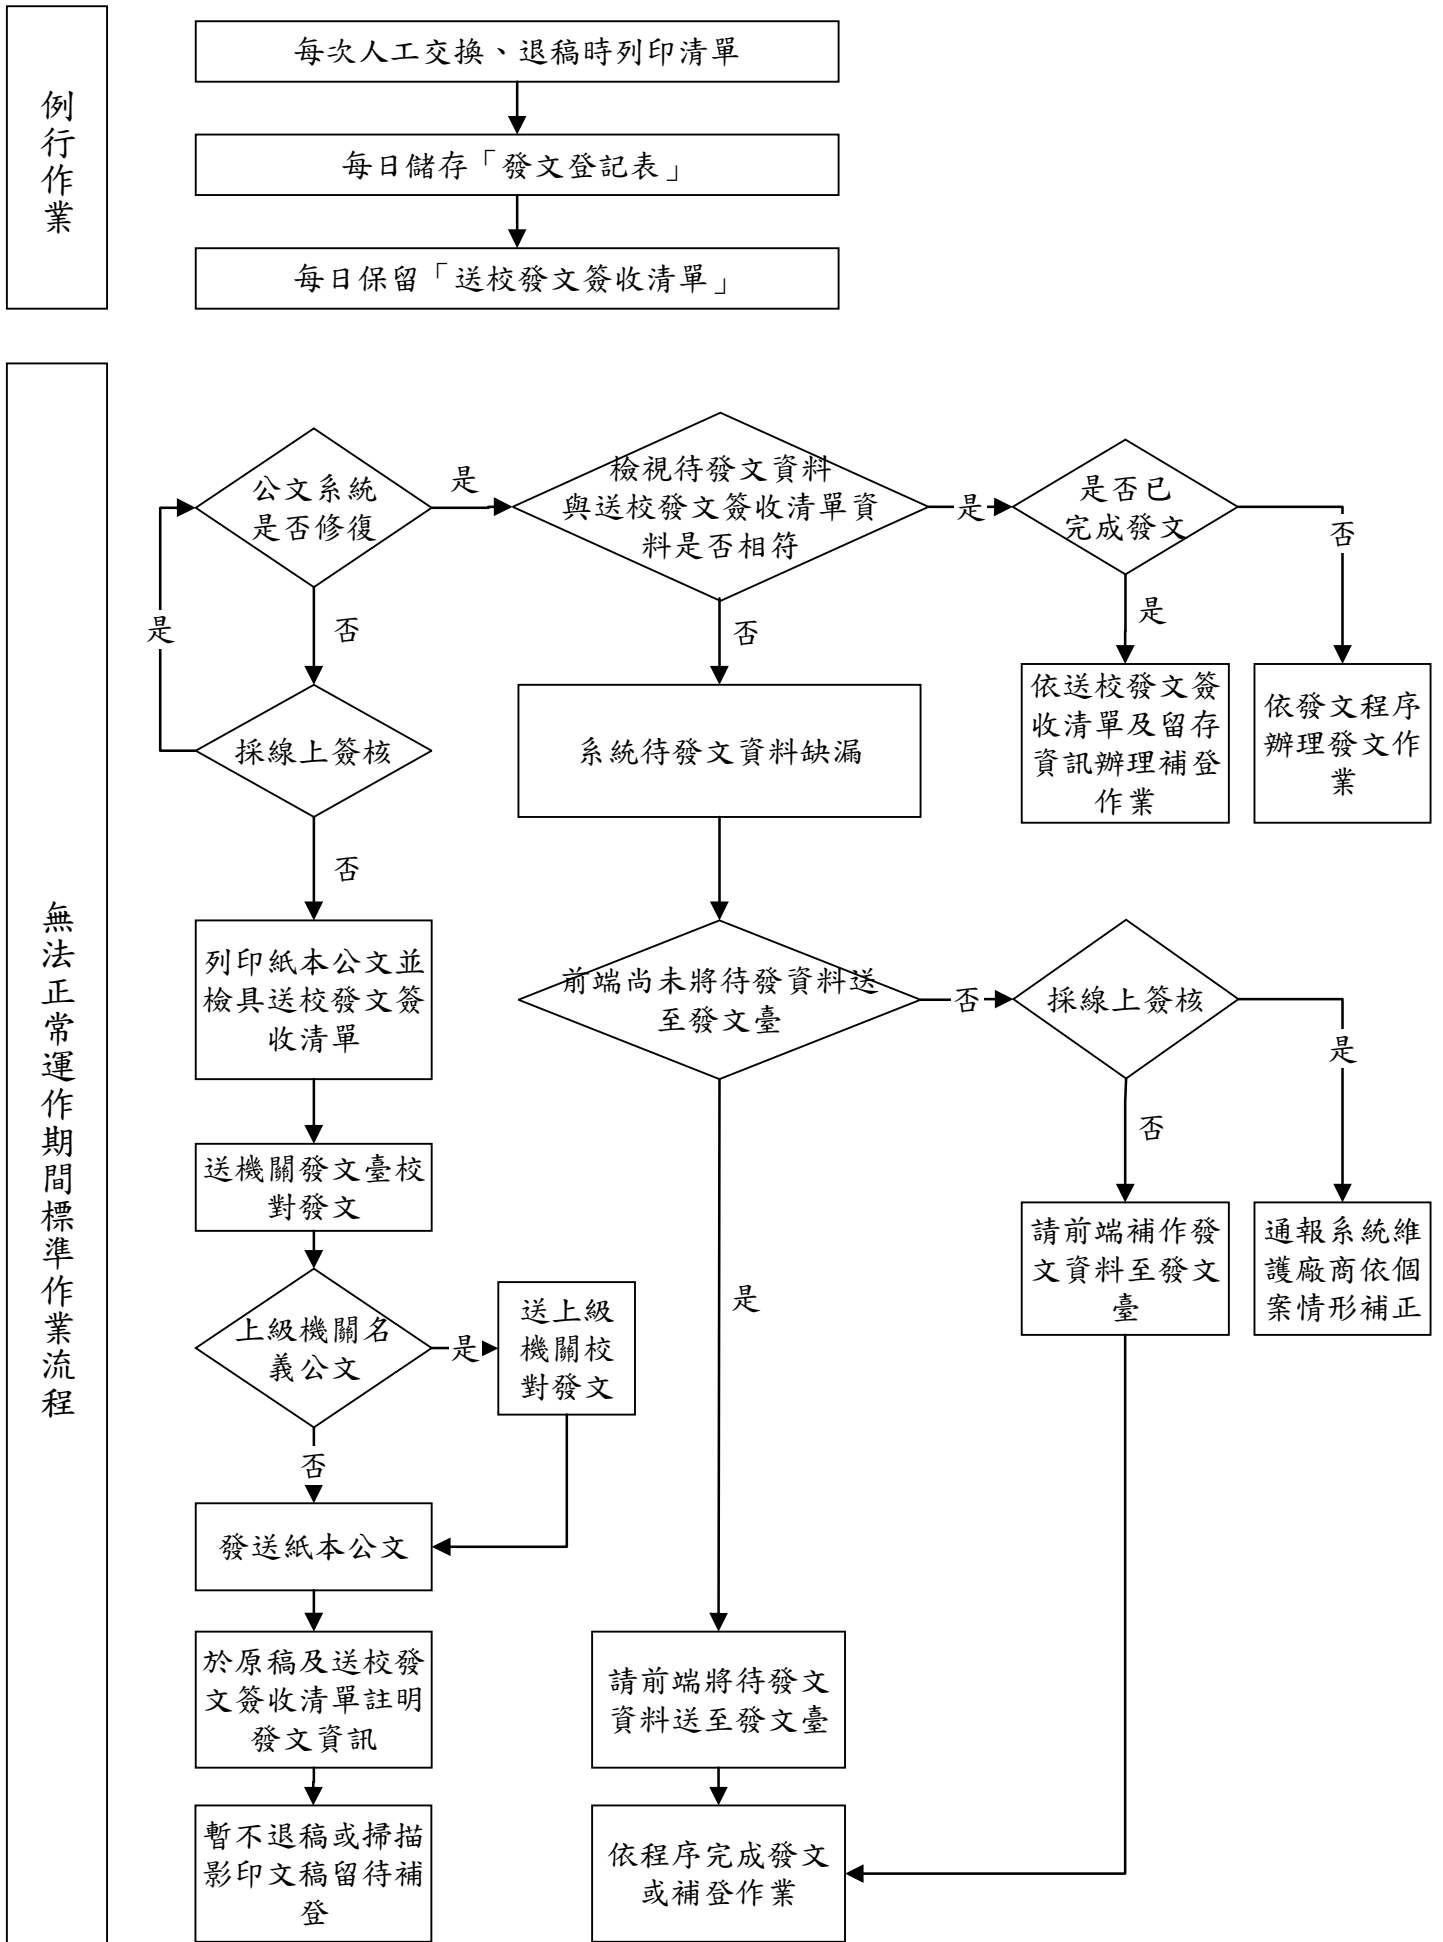 例行作業
每次人工交換、退稿時列印清單
每日儲存「發文登記表」
每日保留「送校發文簽收清單」
無法正常運作期間標準作業流程
公文系統
是否修復
是
檢視待發文資料
與送校發文簽收清單資
料是否相符
是
是否已
完成發文
否
是
否
否
是
採線上簽核
系統待發文資料缺漏
依送校發文簽
收清單及留存
資訊辦理補登
作業
依發文程序
辦理發文作
業
否
列印紙本公文並
檢具送校發文簽
收清單
前端尚未將待發資料送
至發文臺
否
採線上簽核
是
否
送機關發文臺校
對發文
請前端補作發
文資料至發文
臺
通報系統維
護廠商依個
案情形補正
是
上級機關名
義公文
是
送上級
機關校
對發文
否
發送紙本公文
於原稿及送校發
文簽收清單註明
發文資訊
請前端將待發文
資料送至發文臺
暫不退稿或掃描
影印文稿留待補
登
依程序完成發文
或補登作業